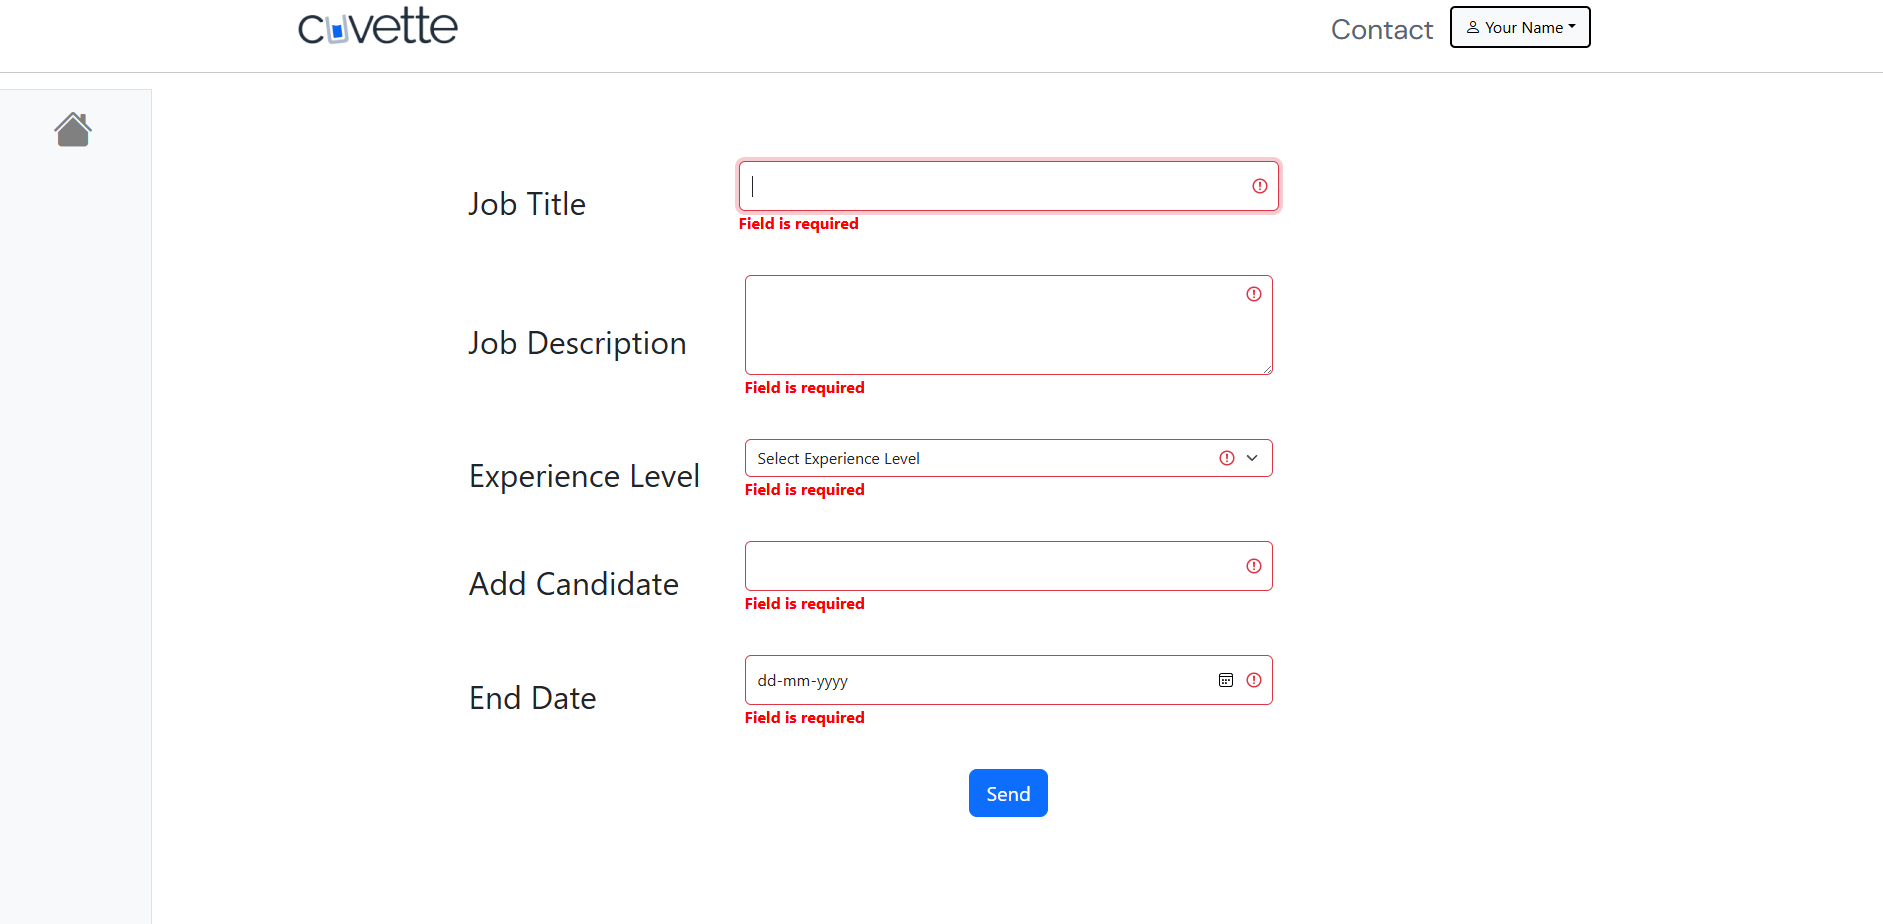 cuvette
Contact
Your Name
Job Title
Field is required
Job Description
Field is required
Experience Level
Select Experience Level
Field is required
Add Candidate
Field is required
End Date
dd-mm-yyyy
Field is required
Send